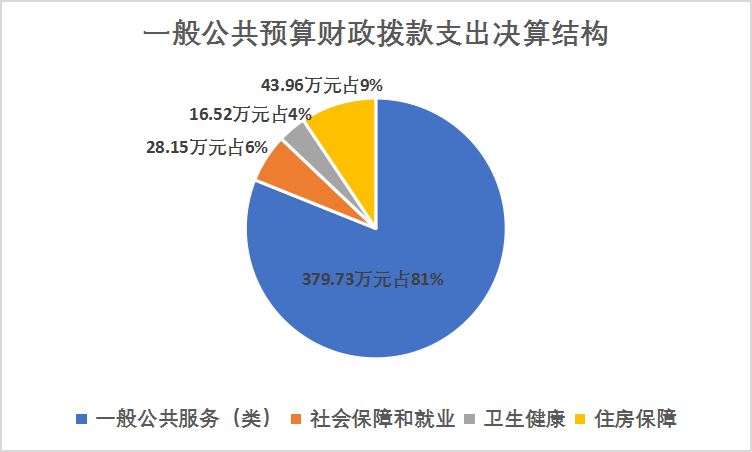 一般公共预算财政拨款支出决算结构
43.96万元占9%
16.52万元占4%
28.15万元占6%
379.73万元占81%
一般公共服务（类） 社会保障和就业 卫生健康 住房保障